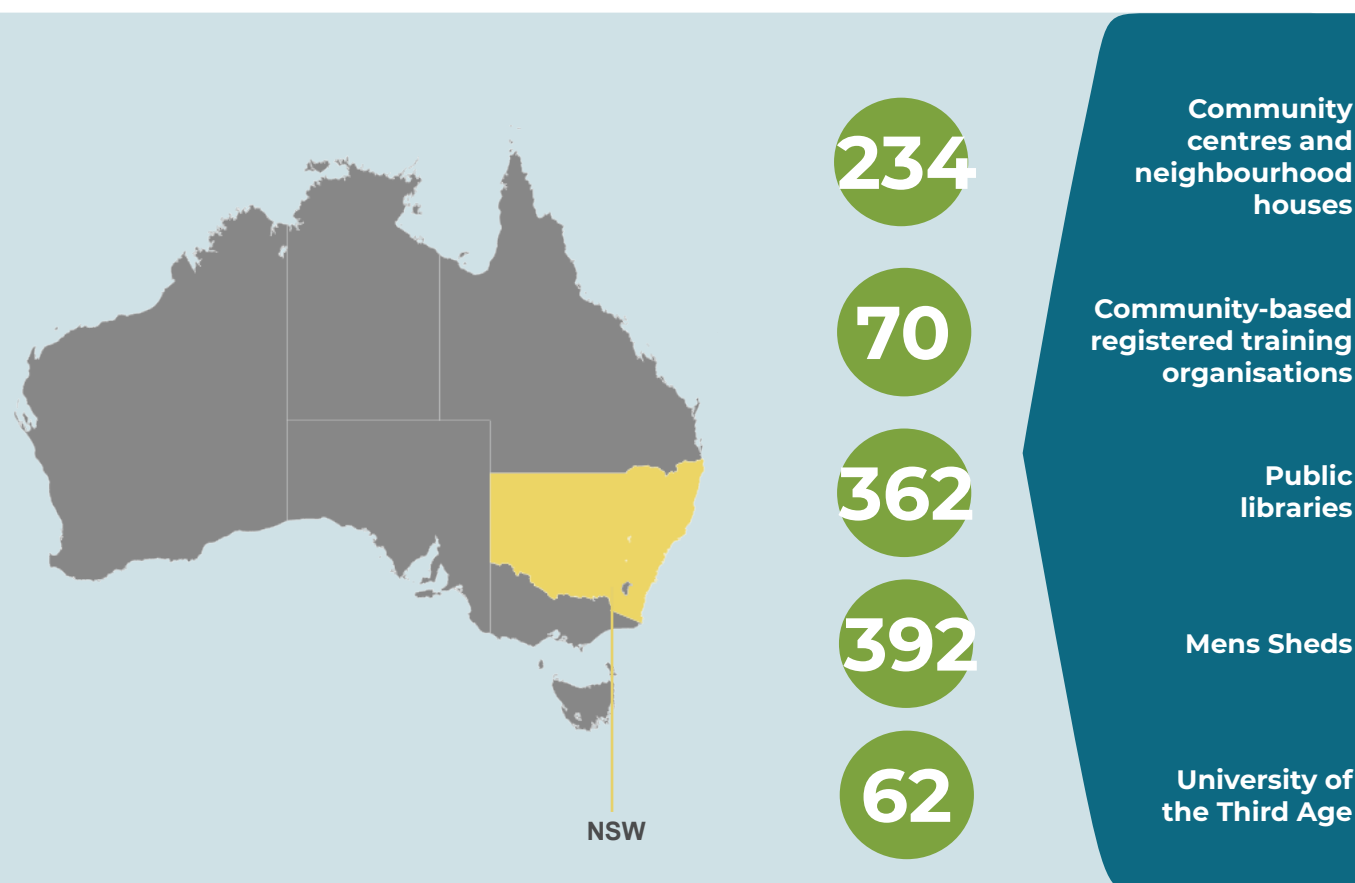 234
Community
centres and
neighbourhood
houses
70
Community-based
registered training
organisations
362
Public
libraries
392
Mens Sheds
62
University of
the Third Age
NSW